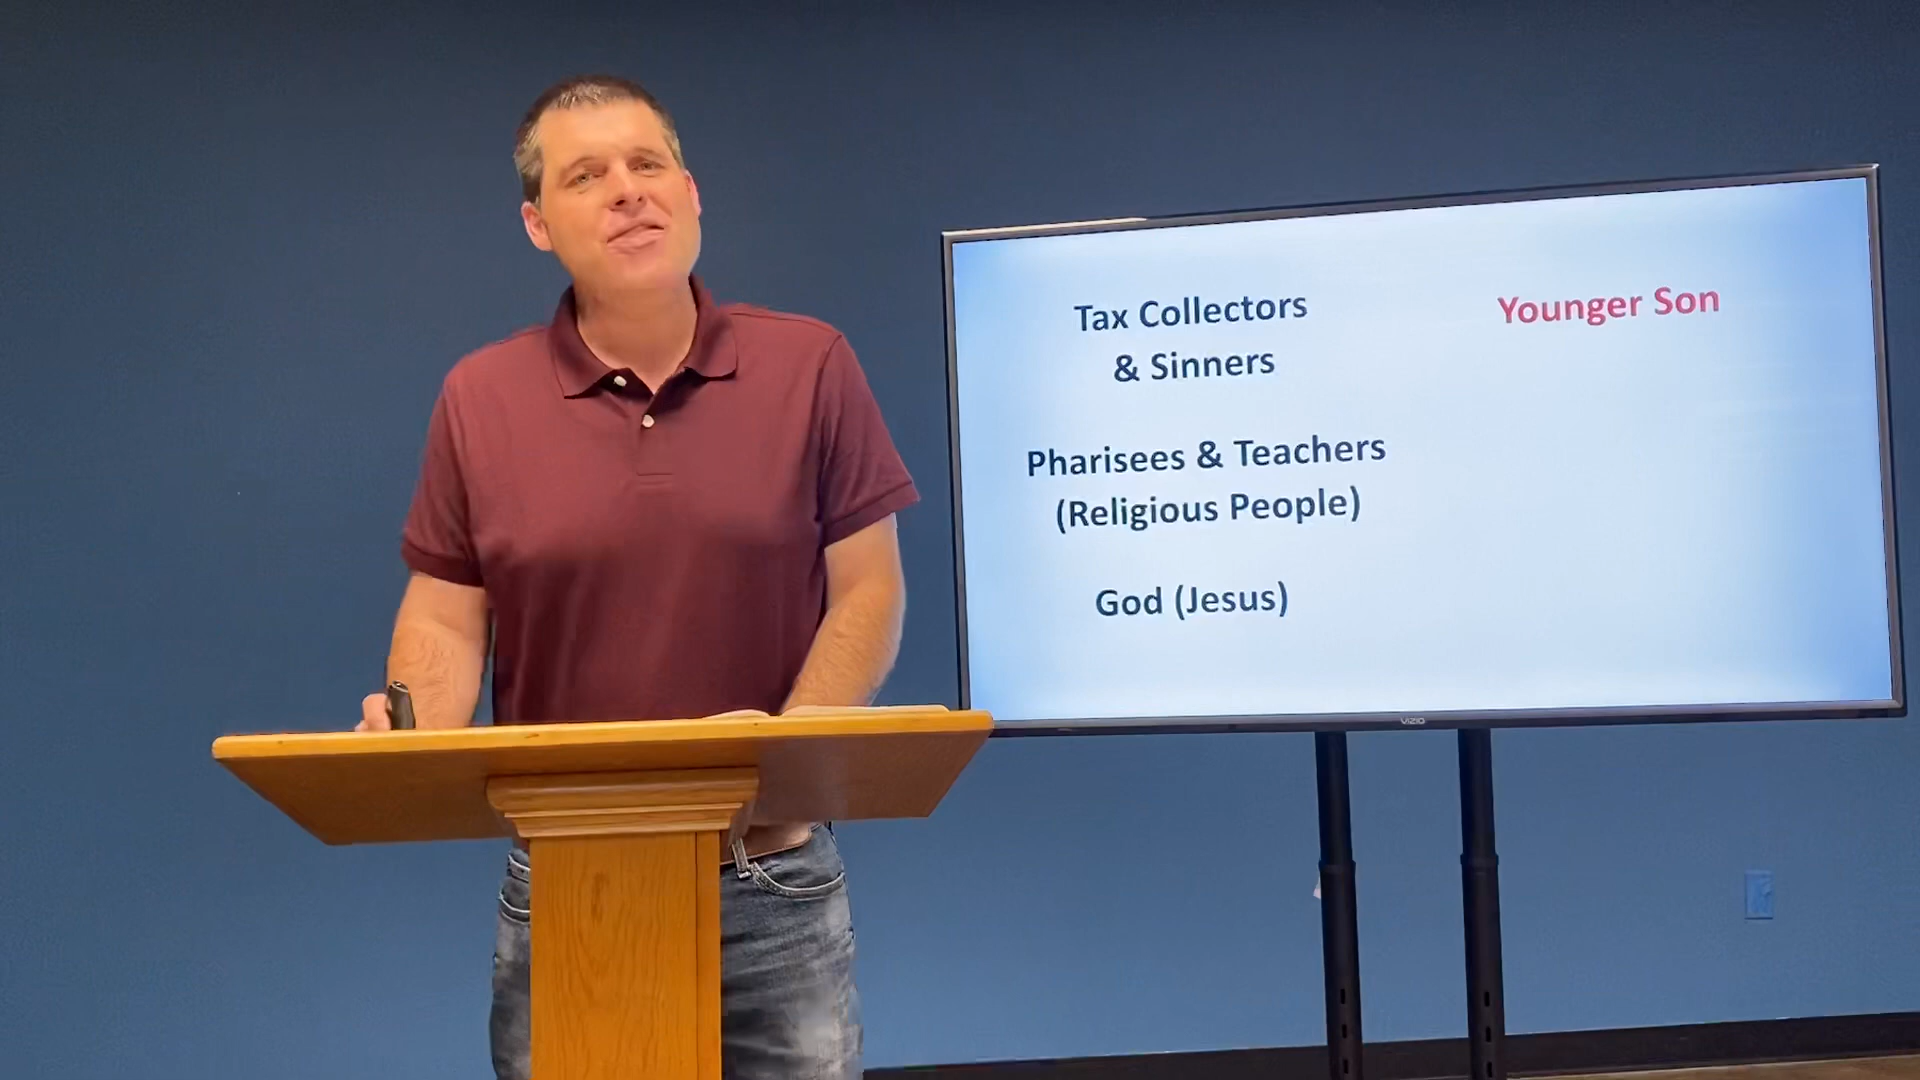 Tax Collectors
& Sinners
Younger Son
Pharisees & Teachers
(Religious People)
God (Jesus)
VIZIO